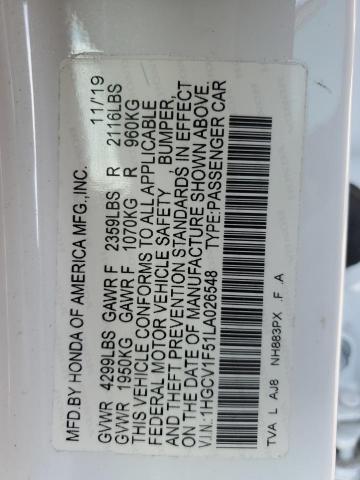 MFD.BY HONDA OF AMERICA MFG.,INC. 11/19
GVWR 4299LBS GAWR F 2359LBS R 2116LBS
GVWR 1950KG GAWR F 1070KG R 960KG
THIS VEHICLE CONFORMS TO ALL APPLICABLE
FEDERAL MOTOR VEHICLE SAFETY , BUMPER,
AND THEFT PREVENTION STANDARDS IN EFFECT
ON THE DATE OF MANUFACTURE SHOWN ABOVE.
V.I.N.:1HGCV1F51LA026548 TYPE:PASSENGER CAR
TVA L AJ8 NH883PX .F .A